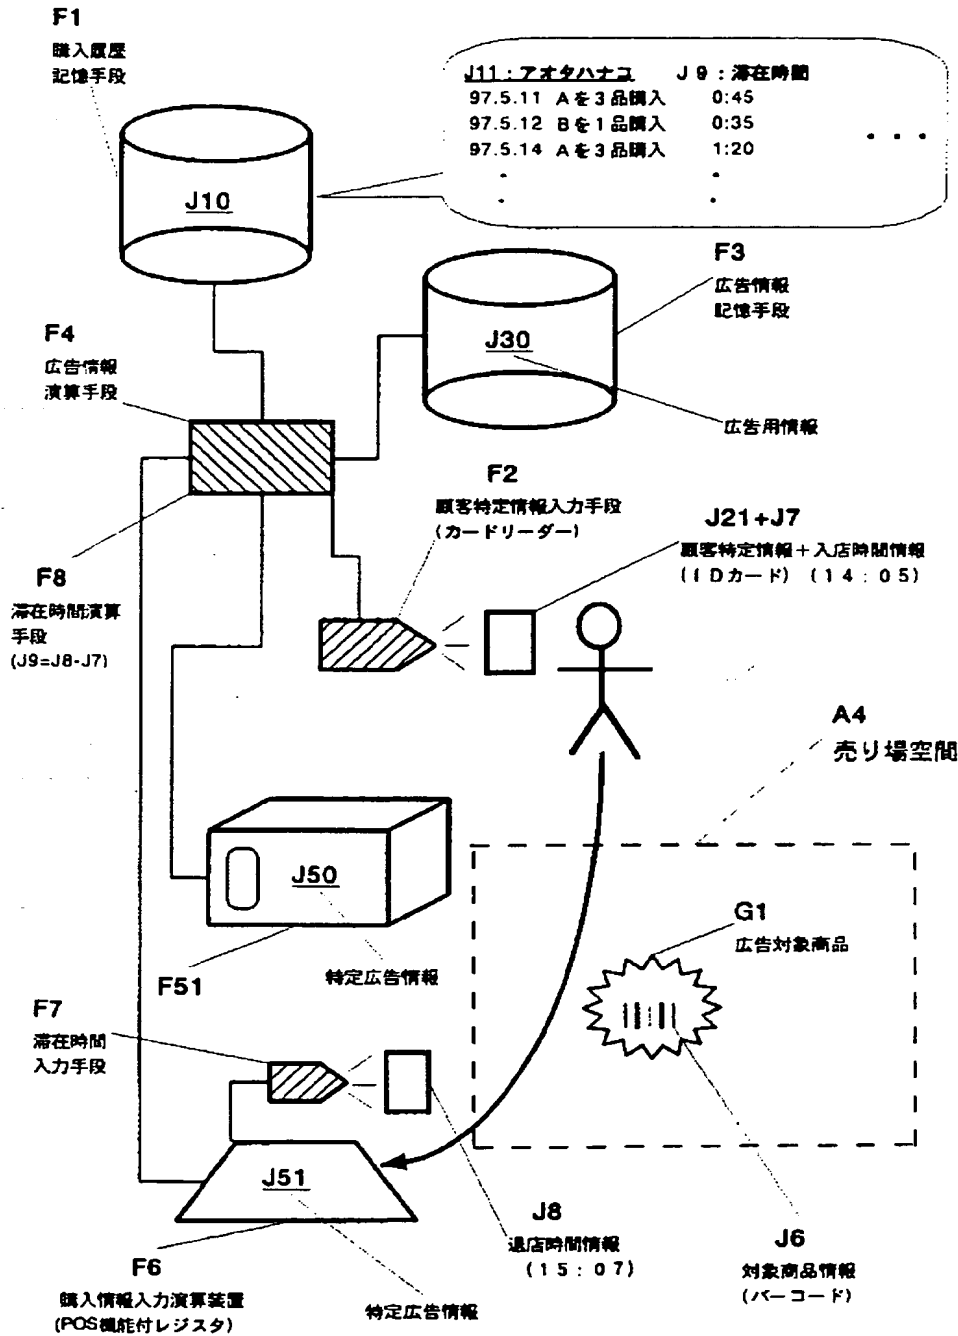 F1
購入履歴
記憶手段
J11：アオタハナコ　J9：滞在時間
97.5.11 Aを3品購入 0:45
97.5.12 Bを1品購入 0:35
97.5.14 Aを3品購入 1:20
・・・
J10
F3
広告情報
記憶手段
J30
広告用情報
F4
広告情報
演算手段
F2
顧客特定情報入力手段
(カードリーダー)
J21+J7
顧客特定情報＋入店時間情報
(IDカード) (14：05)
F8
滞在時間演算
手段
(J9=J8-J7)
A4
売り場空間
J50
F51
特定広告情報
G1
広告対象商品
F7
滞在時間
入力手段
J51
J8
退店時間情報
(15：07)
J6
対象商品情報
(バーコード)
F6
購入情報入力演算装置
(POS機能付レジスタ)
特定広告情報